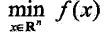 min f(x)
x∈Rⁿ